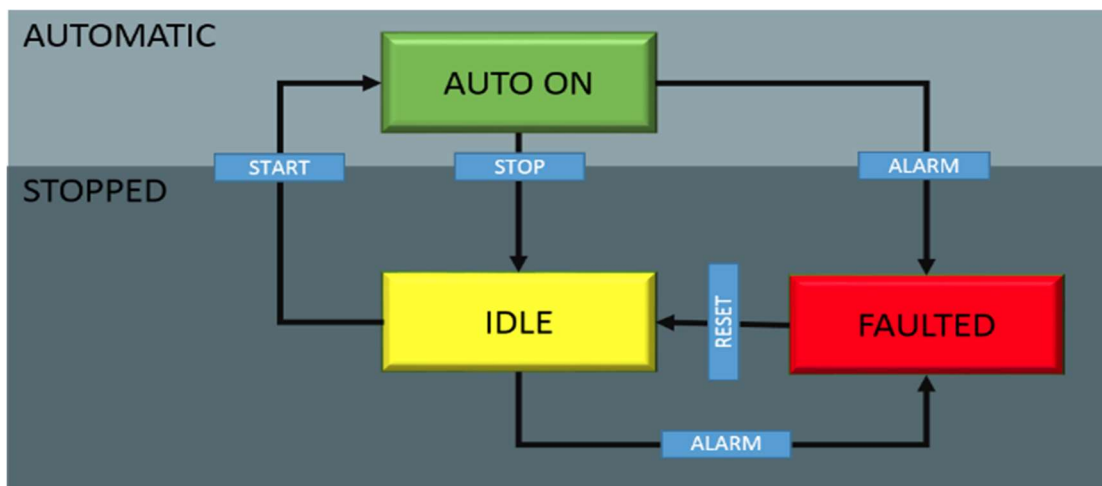 AUTOMATIC
AUTO ON
START
STOP
ALARM
STOPPED
IDLE
RESET
FAULTED
ALARM